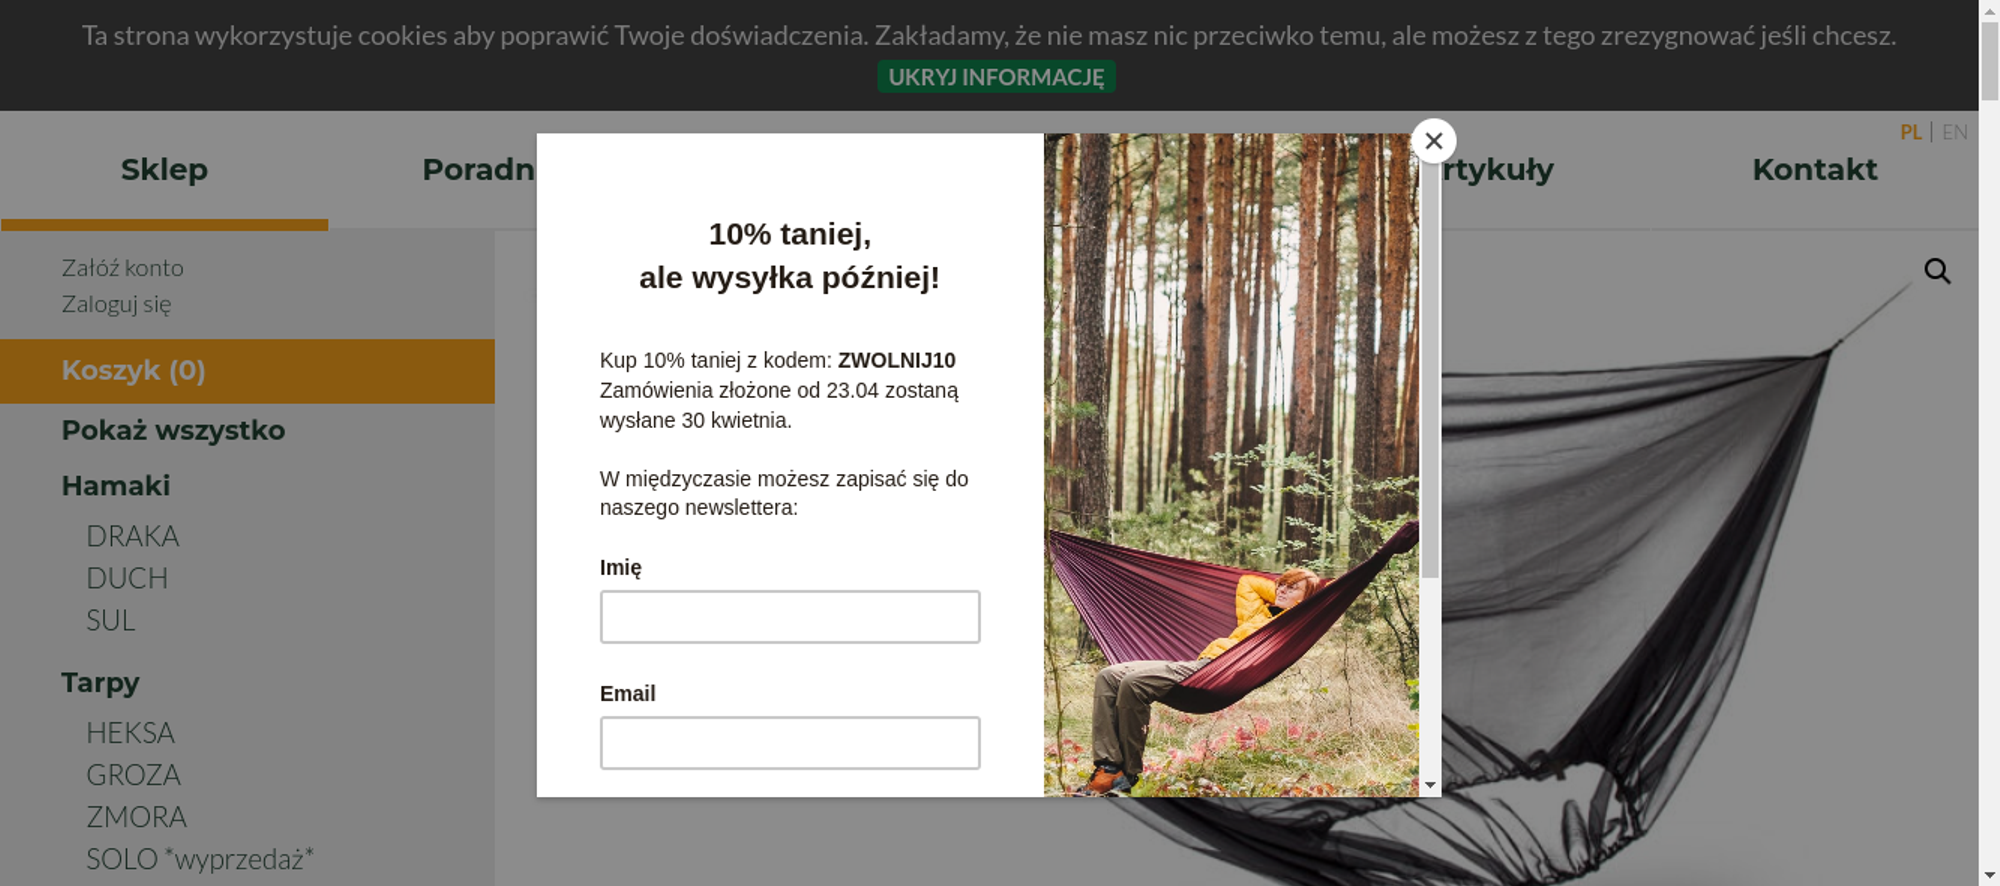 Ta strona wykorzystuje cookies aby poprawić Twoje doświadczenia. Zakładamy, że nie masz nic przeciwko temu, ale możesz z tego zrezygnować jeśli chcesz.
UKRYJ INFORMACJĘ
PL | EN
Sklep
Poradn
rtykuły
Kontakt
Załóż konto
Zaloguj się
Koszyk (0)
Pokaż wszystko
Hamaki
DRAKA
DUCH
SUL
Tarpy
HEKSA
GROZA
ZMORA
SOLO *wyprzedaż*
10% taniej,
ale wysyłka później!
Kup 10% taniej z kodem: ZWOLNIJ10
Zamówienia złożone od 23.04 zostaną
wysłane 30 kwietnia.
W międzyczasie możesz zapisać się do
naszego newslettera:
Imię
Email